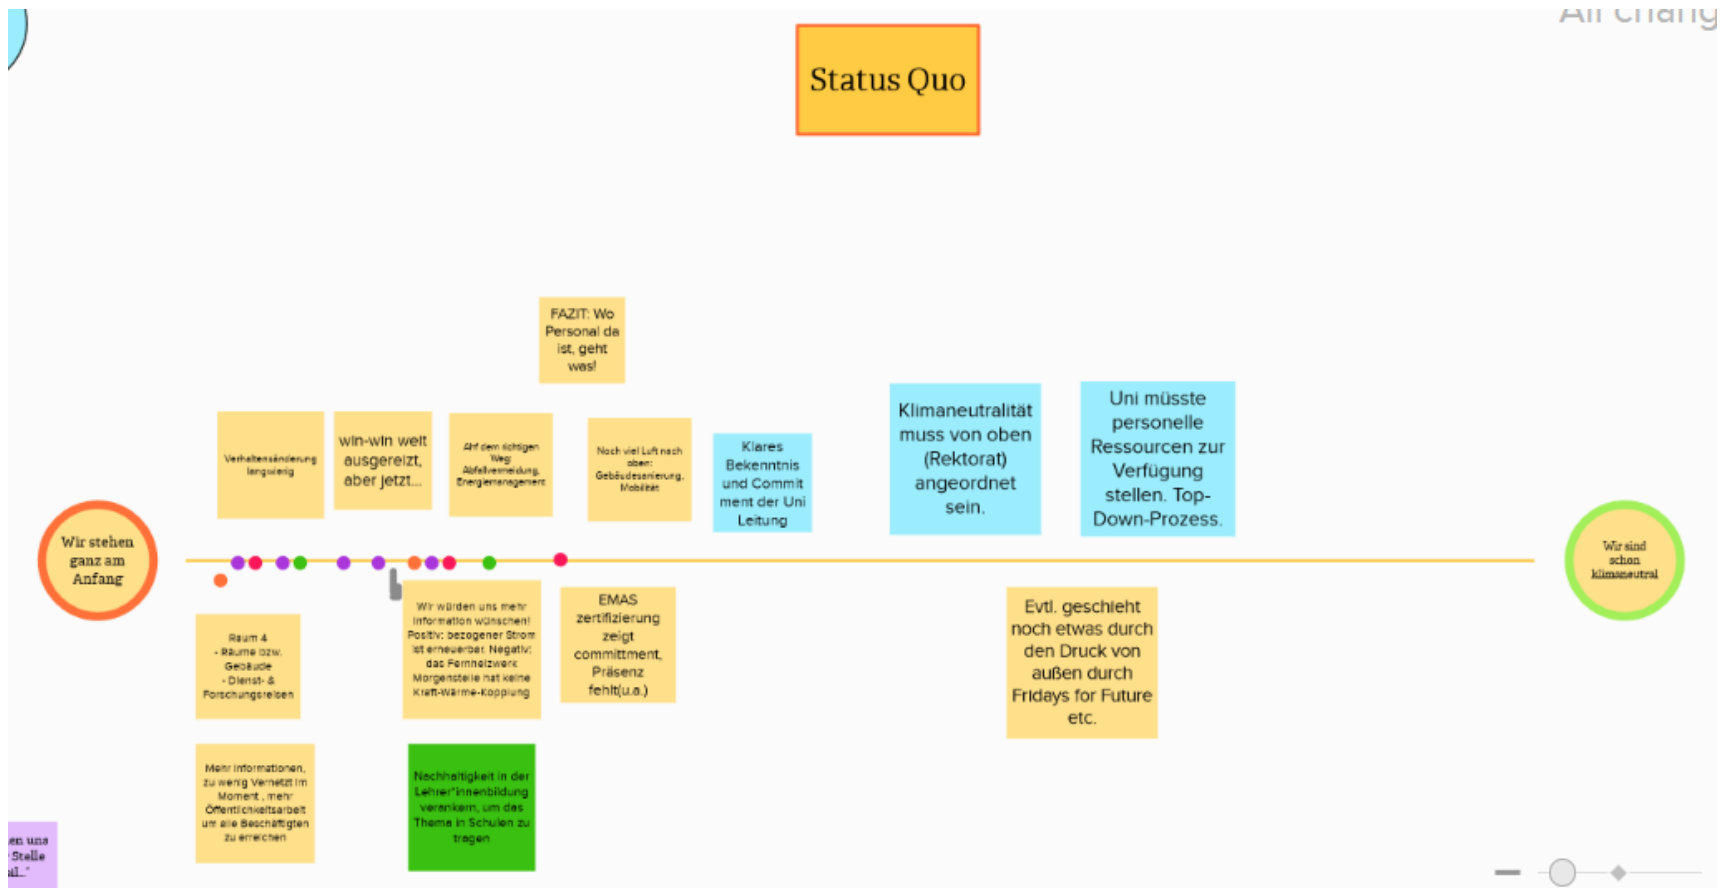 All chang
Status Quo
FAZIT: Wo
Personal da
ist, geht
was!
Verhaltensänderung
langwierig
win-win weit
ausgereizt,
aber jetzt...
Auf dem richtigen
Weg:
Abfallvermeidung,
Energiemanagement
Noch viel Luft nach
oben:
Gebäudesanierung,
Mobilität
Klares
Bekenntnis
und Commit
ment der Uni
Leitung
Klimaneutralität
muss von oben
(Rektorat)
angeordnet
sein.
Uni müsste
personelle
Ressourcen zur
Verfügung
stellen. Top-
Down-Prozess.
Wir stehen
ganz am
Anfang
Wir sind
schon
klimaneutral
Raum 4
- Räume bzw.
Gebäude
- Dienst- &
Forschungsreisen
Wir würden uns mehr
Information wünschen!
Positiv: bezogener Strom
ist erneuerbar. Negativ:
das Fernheizwerk
Morgenstelle hat keine
Kraft-Wärme-Kopplung
EMAS
zertifizierung
zeigt
committment,
Präsenz
fehlt(u.a.)
Evtl. geschieht
noch etwas durch
den Druck von
außen durch
Fridays for Future
etc.
Mehr Informationen,
zu wenig Vernetzt im
Moment , mehr
Öffentlichkeitsarbeit
um alle Beschäftigten
zu erreichen
Nachhaltigkeit in der
Lehrer*innenbildung
verankern, um das
Thema in Schulen zu
tragen
en uns
Stelle
al..."